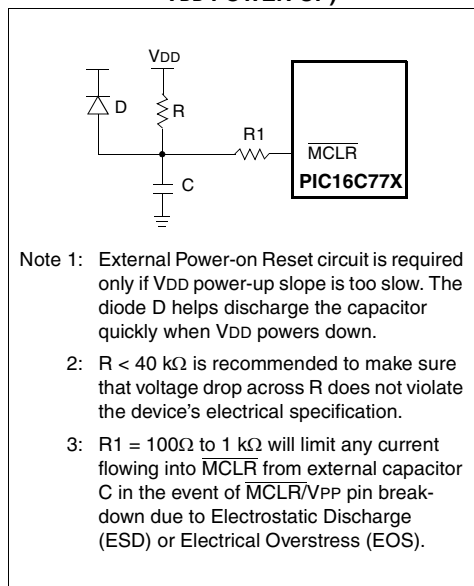 VDD POWER-UP)
VDD
D
R
R1
MCLR
C
PIC16C77X
Note 1: External Power-on Reset circuit is required
only if VDD power-up slope is too slow. The
diode D helps discharge the capacitor
quickly when VDD powers down.
2: R < 40 kΩ is recommended to make sure
that voltage drop across R does not violate
the device's electrical specification.
3: R1 = 100Ω to 1 kΩ will limit any current
flowing into MCLR from external capacitor
C in the event of MCLR/VPP pin break-
down due to Electrostatic Discharge
(ESD) or Electrical Overstress (EOS).